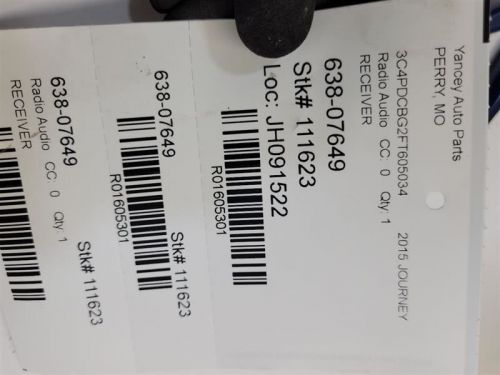 Yancey Auto Parts
PERRY, MO
3C4PDCBG2FT605034 2015 JOURNEY
Radio Audio CC: 0 Qty: 1
RECEIVER
638-07649
Stk# 111623
Loc: JH091522
R01605301
638-07649
Stk# 111623
R01605301
638-07649
Stk# 111623
Radio Audio CC: 0 Qty: 1
RECEIVER